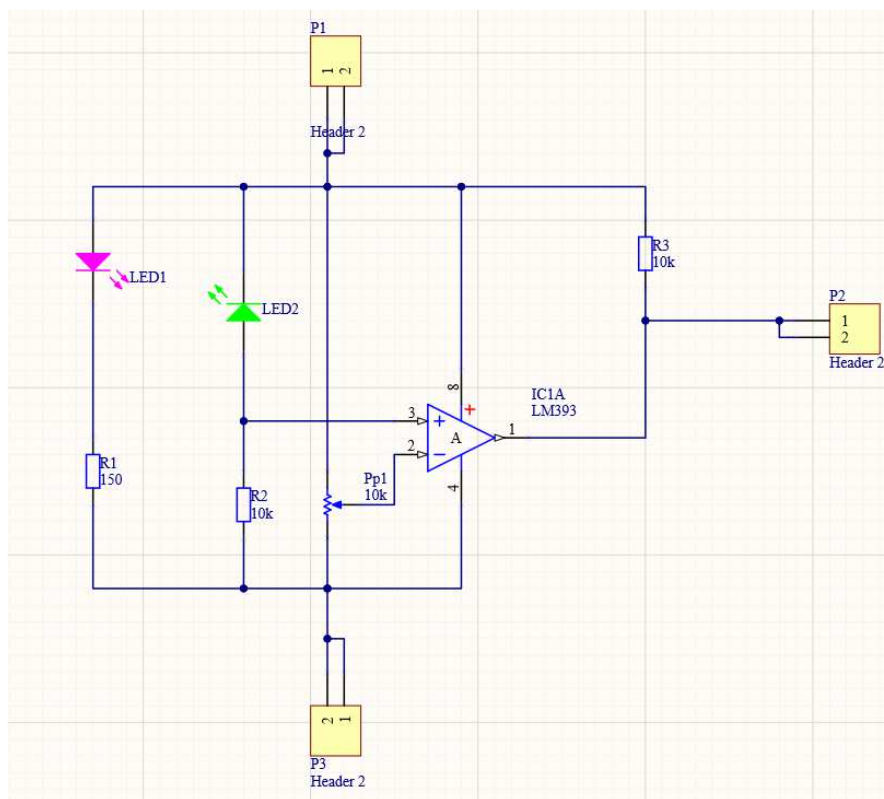 P1
1 2
Header 2
LED1
LED2
R3
10k
P2
1
2
Header 2
8
IC1A
LM393
3
+
+
A
1
2
−
4
R1
150
R2
10k
Pp1
10k
2 1
P3
Header 2